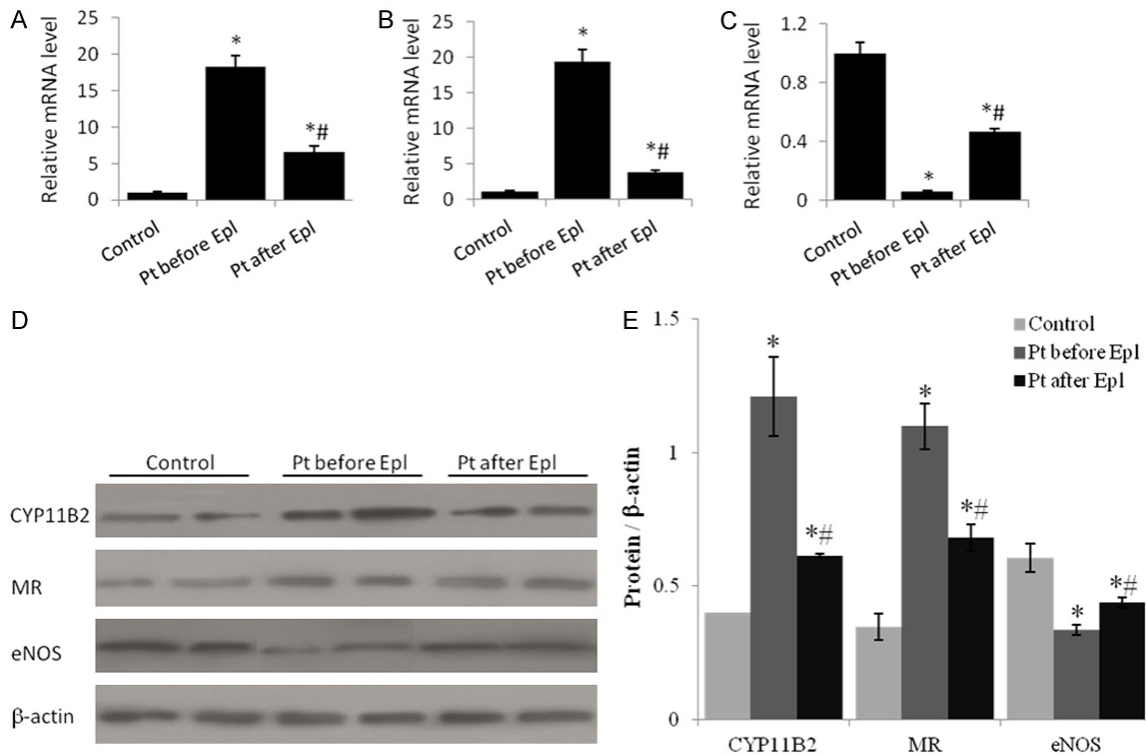 A
Relative mRNA level
25
20
15
10
5
0
*
*#
Control
Pt before Epl
Pt after Epl
B
Relative mRNA level
25
20
15
10
5
0
*
*#
Control
Pt before Epl
Pt after Epl
C
Relative mRNA level
1.2
0.8
0.4
0
*
*#
Control
Pt before Epl
Pt after Epl
D
Control
Pt before Epl
Pt after Epl
CYP11B2
MR
eNOS
β-actin
E
Protein / β-actin
1.5
1
0.5
0
Control
Pt before Epl
Pt after Epl
*
*#
*
*#
*
*#
CYP11B2
MR
eNOS